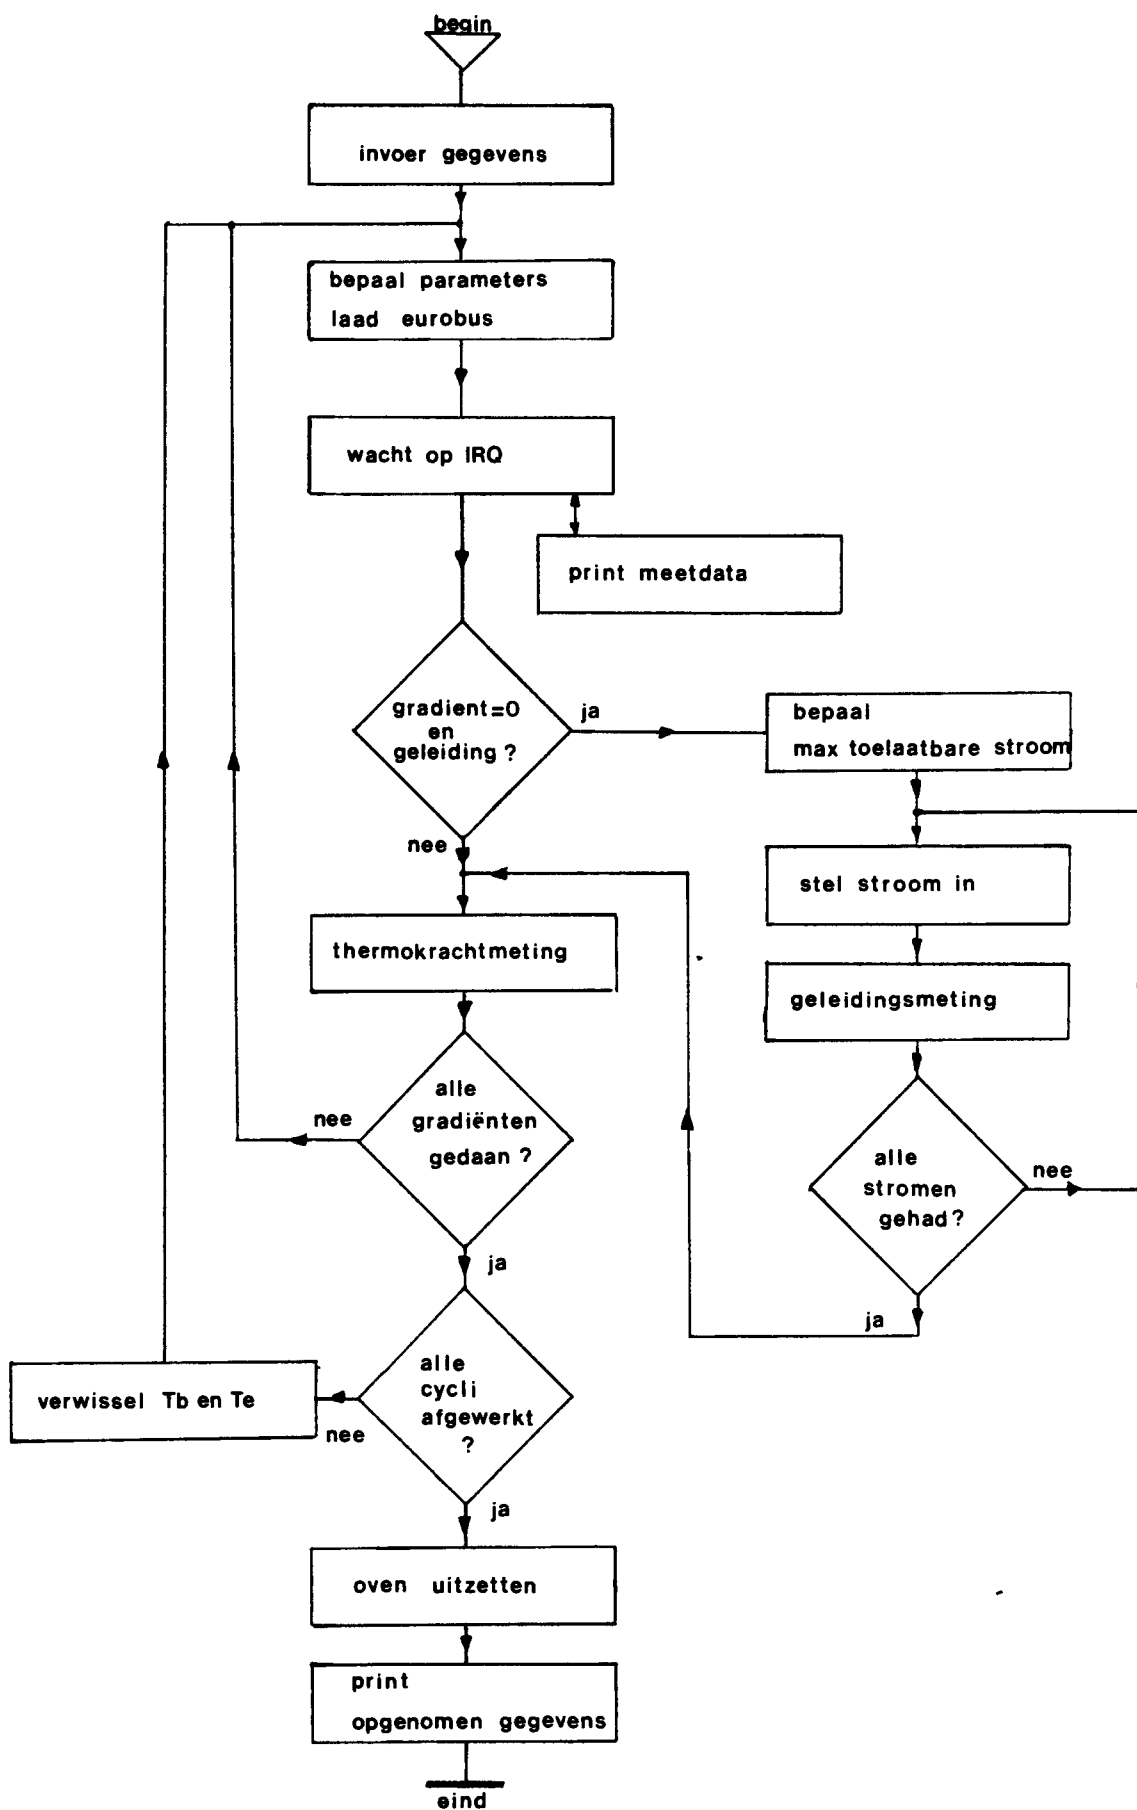 begin
invoer gegevens
bepaal parameters
laad eurobus
wacht op IRQ
print meetdata
gradient=0
en
geleiding ?
ja
bepaal
max toelaatbare stroom
nee
stel stroom in
thermokrachtmeting
geleidingsmeting
alle
gradiënten
gedaan ?
nee
alle
stromen
gehad ?
nee
ja
ja
alle
cycli
afgewerkt
?
verwissel Tb en Te
nee
ja
oven uitzetten
print
opgenomen gegevens
eind